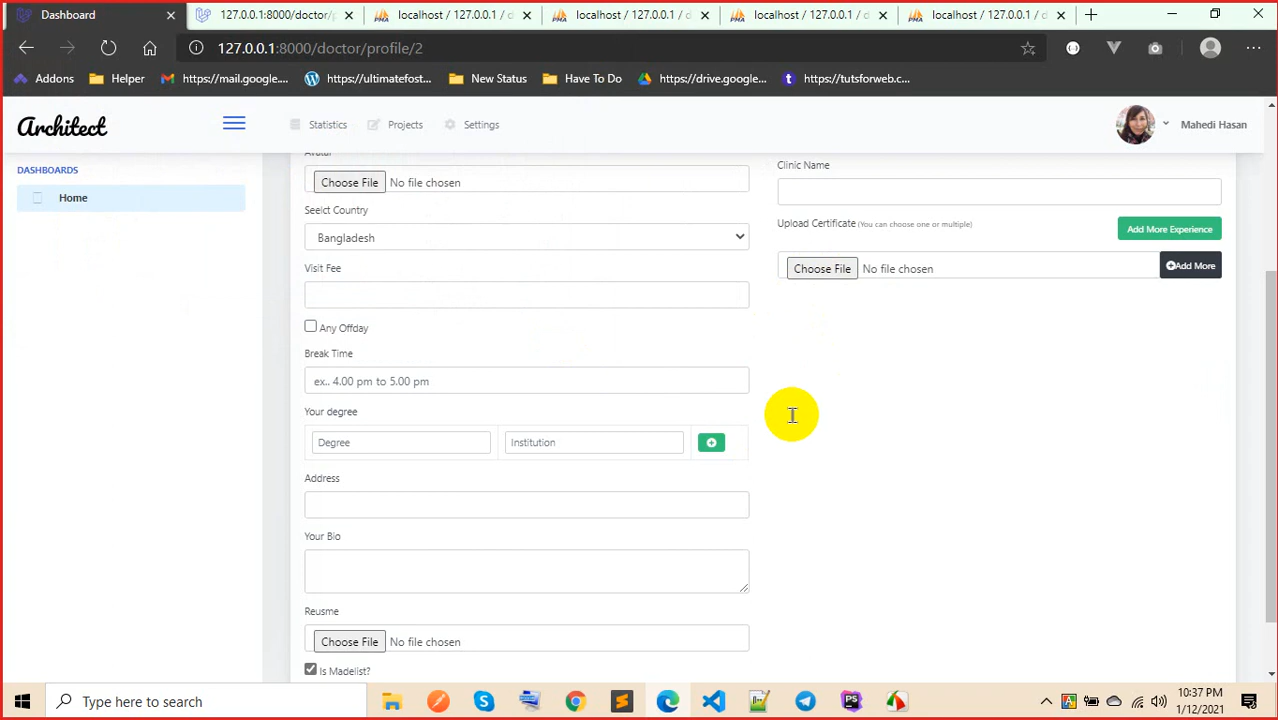 Dashboard
127.0.0.1:8000/doctor/p
localhost / 127.0.0.1 / d
localhost / 127.0.0.1 / d
localhost / 127.0.0.1 / d
localhost / 127.0.0.1 / d
127.0.0.1:8000/doctor/profile/2
Addons
Helper
https://mail.google....
https://ultimatefost...
New Status
Have To Do
https://drive.google...
https://tutsforweb.c...
Architect
Statistics
Projects
Settings
Mahedi Hasan
DASHBOARDS
Home
Avatar
Choose File No file chosen
Seelct Country
Bangladesh
Visit Fee
Any Offday
Break Time
ex.. 4.00 pm to 5.00 pm
Your degree
Degree
Institution
Address
Your Bio
Reusme
Choose File No file chosen
Is Madelist?
Clinic Name
Upload Certificate (You can choose one or multiple)
Add More Experience
Choose File No file chosen
Add More
Type here to search
10:37 PM
1/12/2021